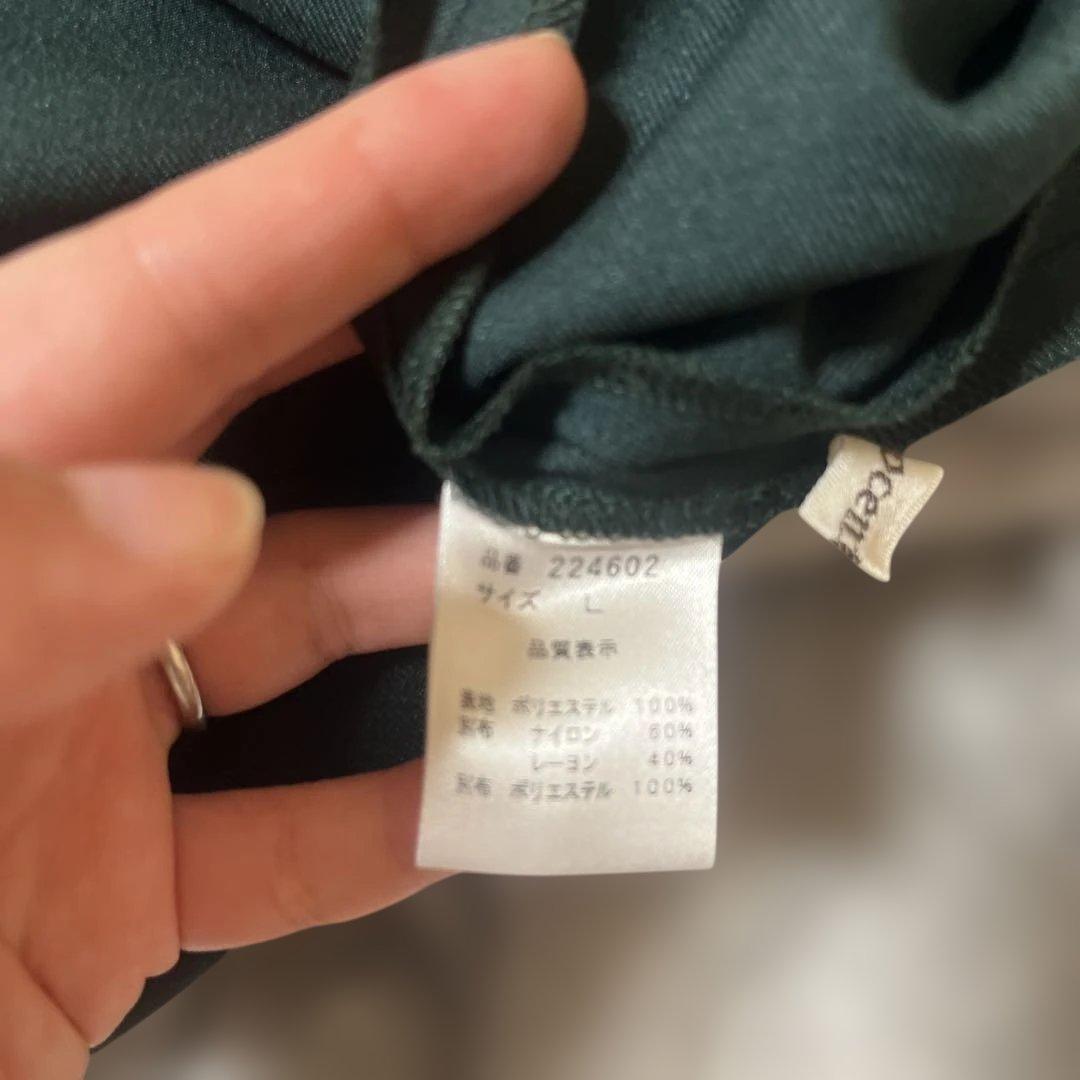 品番 224602
サイズ L
品質表示
表地 ポリエステル 100%
別布 ナイロン 60%
レーヨン 40%
別布 ポリエステル 100%